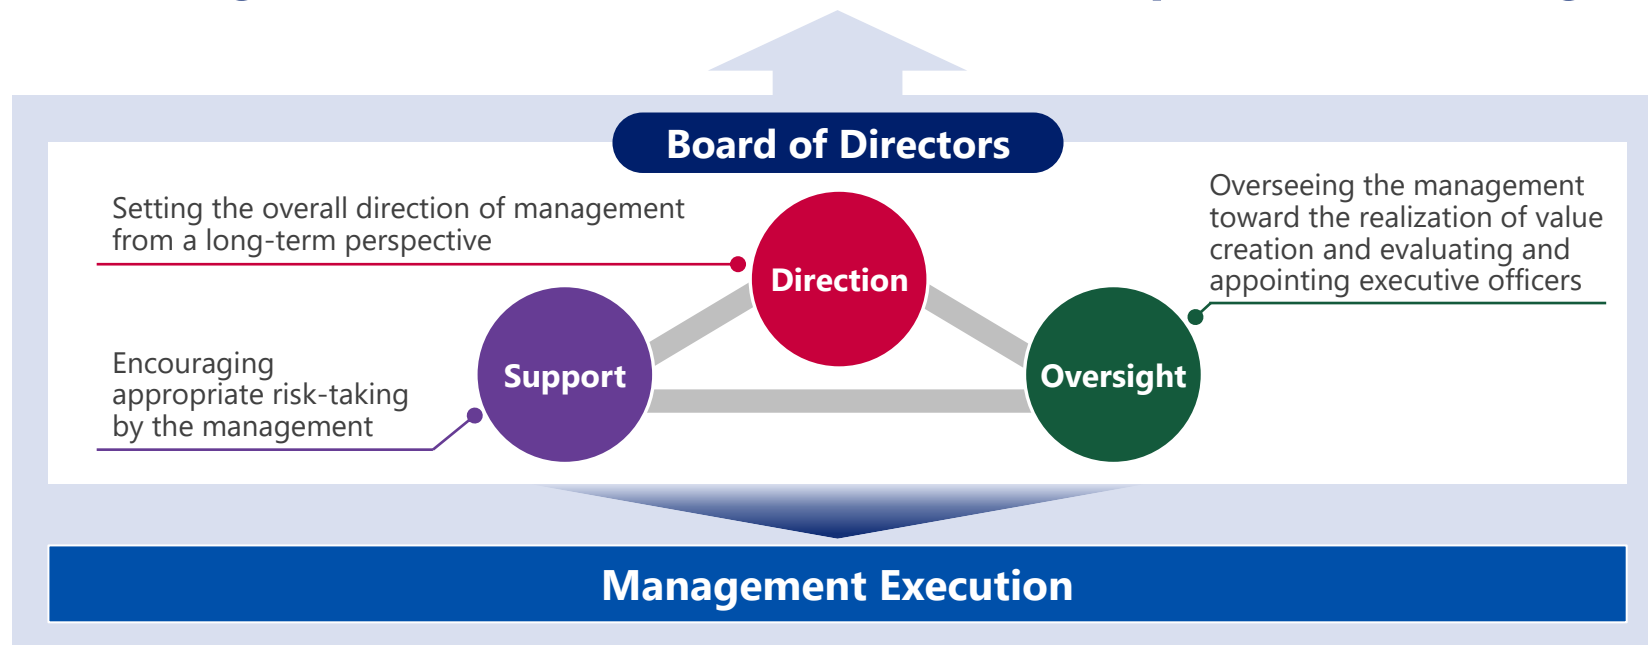 Board of Directors
Setting the overall direction of management
from a long-term perspective
Direction
Overseeing the management
toward the realization of value
creation and evaluating and
appointing executive officers
Support
Oversight
Encouraging
appropriate risk-taking
by the management
Management Execution